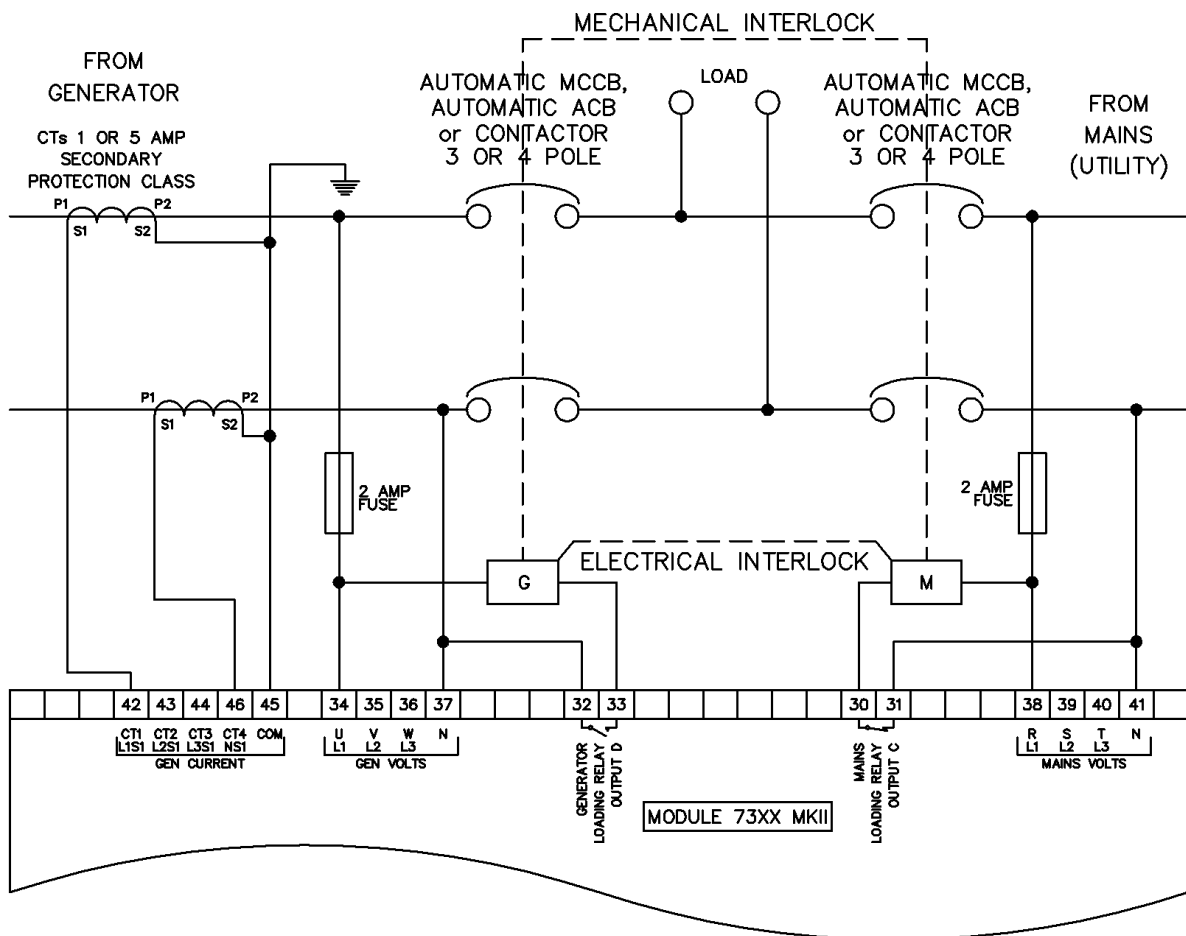 MECHANICAL INTERLOCK
FROM
GENERATOR
CTs 1 OR 5 AMP
SECONDARY
PROTECTION CLASS
AUTOMATIC MCCB,
AUTOMATIC ACB
or CONTACTOR
3 OR 4 POLE
LOAD
AUTOMATIC MCCB,
AUTOMATIC ACB
or CONTACTOR
3 OR 4 POLE
FROM
MAINS
(UTILITY)
P1 P2
S1 S2
P1 P2
S1 S2
2 AMP
FUSE
2 AMP
FUSE
ELECTRICAL INTERLOCK
G
M
42 43 44 46 45 34 35 36 37 32 33 30 31 38 39 40 41
CT1 CT2 CT3 CT4 COM
L1S1 L2S1 L3S1 NS1
GEN CURRENT
U V W N
L1 L2 L3
GEN VOLTS
GENERATOR
LOADING RELAY
OUTPUT D
MAINS
LOADING RELAY
OUTPUT C
R S T N
L1 L2 L3
MAINS VOLTS
MODULE 73XX MKII